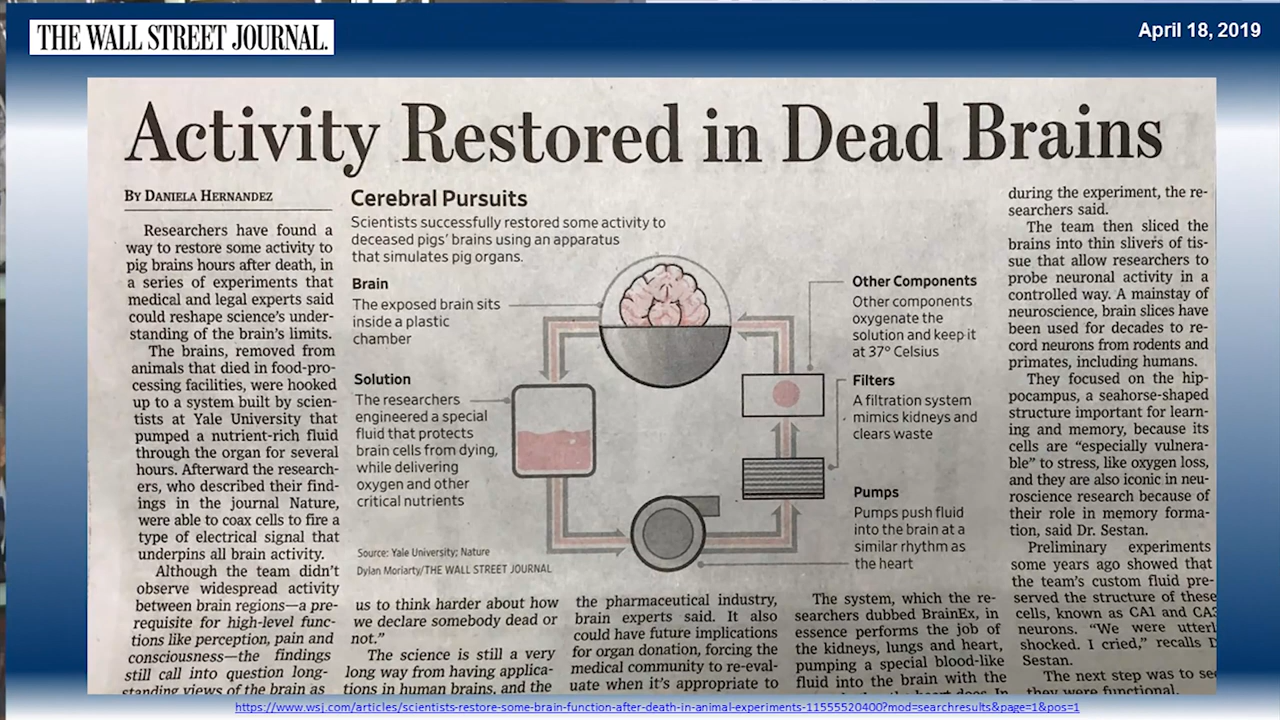 THE WALL STREET JOURNAL.
April 18, 2019
Activity Restored in Dead Brains
BY DANIELA HERNANDEZ
Researchers have found a
way to restore some activity to
pig brains hours after death, in
a series of experiments that
medical and legal experts said
could reshape science's under-
standing of the brain's limits.
The brains, removed from
animals that died in food-pro-
cessing facilities, were hooked
up to a system built by scien-
tists at Yale University that
pumped a nutrient-rich fluid
through the organ for several
hours. Afterward the research-
ers, who described their find-
ings in the journal Nature,
were able to coax cells to fire a
type of electrical signal that
underpins all brain activity.
Although the team didn't
observe widespread activity
between brain regions—a pre-
requisite for high-level func-
tions like perception, pain and
consciousness—the findings
still call into question long-
standing views of the brain as
Cerebral Pursuits
Scientists successfully restored some activity to
deceased pigs' brains using an apparatus
that simulates pig organs.
Brain
The exposed brain sits
inside a plastic
chamber
Solution
The researchers
engineered a special
fluid that protects
brain cells from dying,
while delivering
oxygen and other
critical nutrients
Other Components
Other components
oxygenate the
solution and keep it
at 37° Celsius
Filters
A filtration system
mimics kidneys and
clears waste
Pumps
Pumps push fluid
into the brain at a
similar rhythm as
the heart
Source: Yale University; Nature
Dylan Moriarty/THE WALL STREET JOURNAL
us to think harder about how
we declare somebody dead or
not."
The science is still a very
long way from having applica-
tions in human brains, and the
the pharmaceutical industry,
brain experts said. It also
could have future implications
for organ donation, forcing the
medical community to re-eval-
uate when it's appropriate to
The system, which the re-
searchers dubbed BrainEx, in
essence performs the job of
the kidneys, lungs and heart,
pumping a special blood-like
fluid into the brain with the
during the experiment, the re-
searchers said.
The team then sliced the
brains into thin slivers of tis-
sue that allow researchers to
probe neuronal activity in a
controlled way. A mainstay of
neuroscience, brain slices have
been used for decades to re-
cord neurons from rodents and
primates, including humans.
They focused on the hip-
pocampus, a seahorse-shaped
structure important for learn-
ing and memory, because its
cells are "especially vulnera-
ble" to stress, like oxygen loss,
and they are also iconic in neu-
roscience research because of
their role in memory forma-
tion, said Dr. Sestan.
Preliminary experiments
some years ago showed that
the team's custom fluid pre-
served the structure of these
cells, known as CA1 and CA3
neurons. "We were utterl
shocked. I cried," recalls D
Sestan.
The next step was to se
they were functional.
https://www.wsj.com/articles/scientists-restore-some-brain-function-after-death-in-animal-experiments-11555520400?mod=searchresults&page=1&pos=1